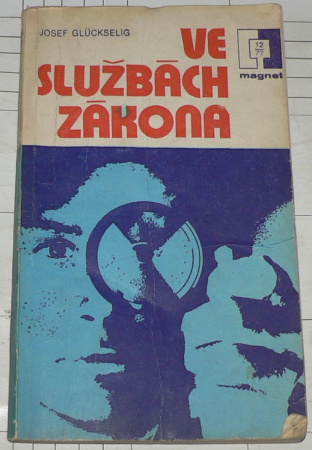 JOSEF GLÜCKSELIG
VE
SLUŽBÁCH
ZÁKONA
12
77
magnet